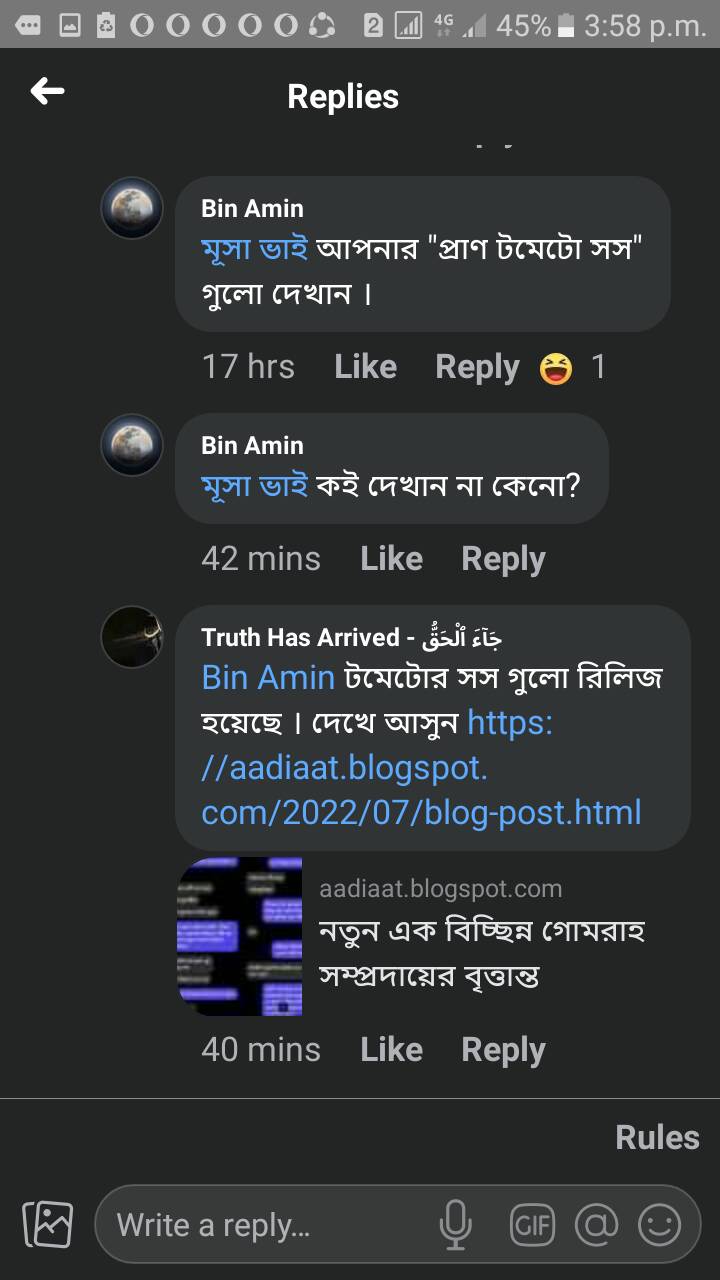 2 4G 45% 3:58 p.m.
Replies
Bin Amin
মূসা ভাই আপনার "প্রাণ টমেটো সস"
গুলো দেখান ।
17 hrs Like Reply 😆 1
Bin Amin
মূসা ভাই কই দেখান না কেনো?
42 mins Like Reply
Truth Has Arrived - جَآءَ ٱلْحَقُّ
Bin Amin টমেটোর সস গুলো রিলিজ
হয়েছে । দেখে আসুন https:
//aadiaat.blogspot.
com/2022/07/blog-post.html
aadiaat.blogspot.com
নতুন এক বিচ্ছিন্ন গোমরাহ
সম্প্রদায়ের বৃত্তান্ত
40 mins Like Reply
Rules
Write a reply...
GIF